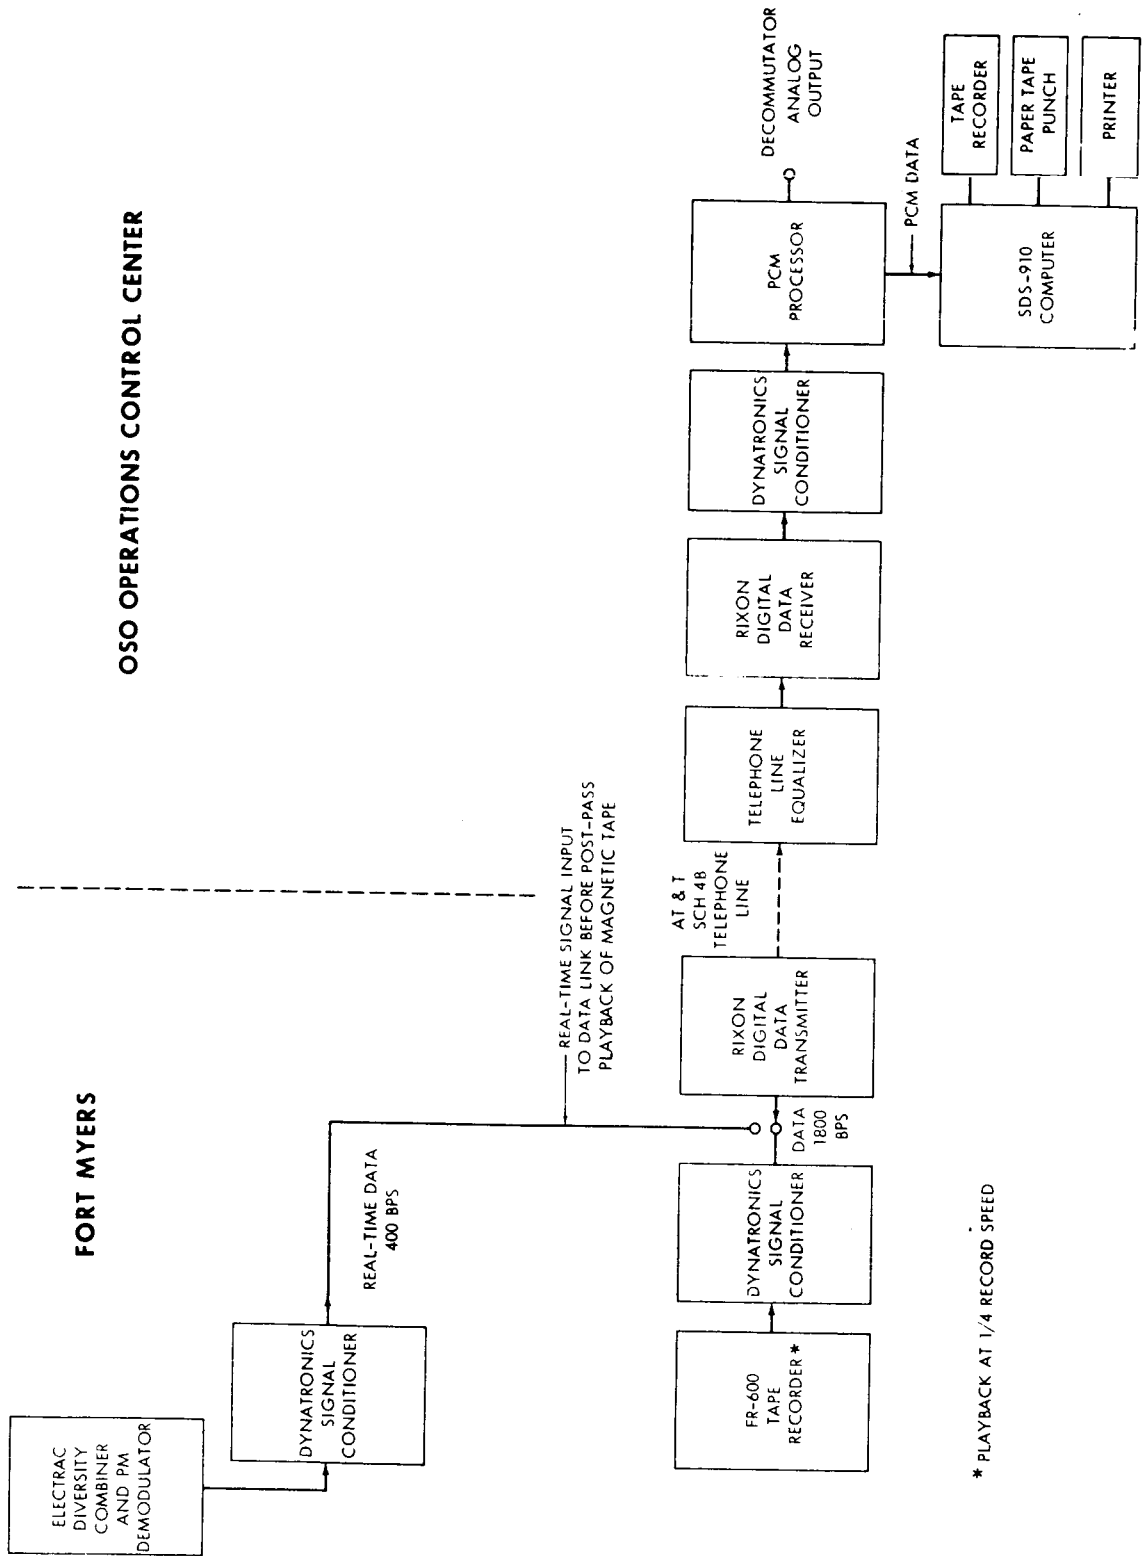 FORT MYERS
OSO OPERATIONS CONTROL CENTER
ELECTRAC
DIVERSITY
COMBINER
AND PM
DEMODULATOR
DYNATRONICS
SIGNAL
CONDITIONER
REAL-TIME DATA
400 BPS
REAL-TIME SIGNAL INPUT
TO DATA LINK BEFORE POST-PASS
PLAYBACK OF MAGNETIC TAPE
FR-600
TAPE
RECORDER *
DYNATRONICS
SIGNAL
CONDITIONER
DATA
1800
BPS
RIXON
DIGITAL
DATA
TRANSMITTER
AT & T
SCH 4B
TELEPHONE
LINE
TELEPHONE
LINE
EQUALIZER
RIXON
DIGITAL
DATA
RECEIVER
DYNATRONICS
SIGNAL
CONDITIONER
PCM
PROCESSOR
DECOMMUTATOR
ANALOG
OUTPUT
PCM DATA
SDS-910
COMPUTER
TAPE
RECORDER
PAPER TAPE
PUNCH
PRINTER
* PLAYBACK AT 1/4 RECORD SPEED